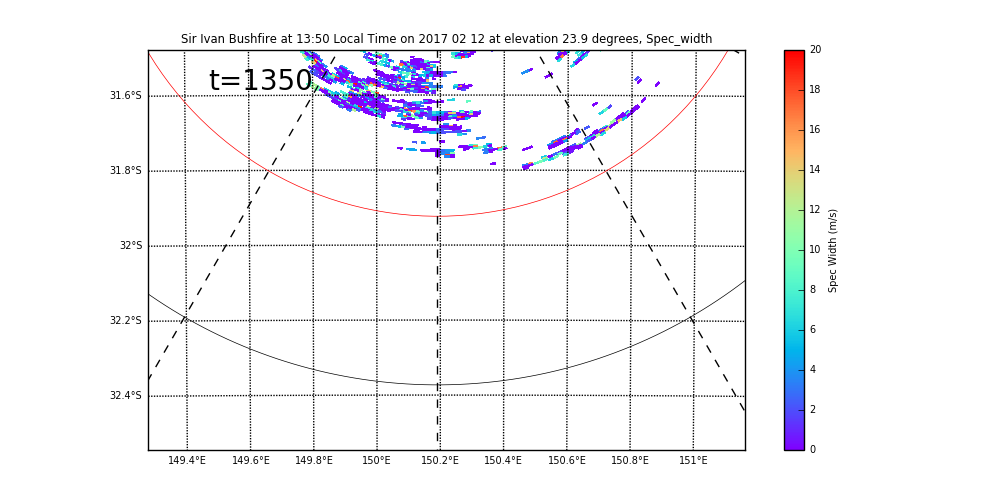 Sir Ivan Bushfire at 13:50 Local Time on 2017 02 12 at elevation 23.9 degrees, Spec_width
t=1350
31.6°S
31.8°S
32°S
32.2°S
32.4°S
149.4°E 149.6°E 149.8°E 150°E 150.2°E 150.4°E 150.6°E 150.8°E 151°E
20
18
16
14
12
10
8
6
4
2
0
Spec Width (m/s)